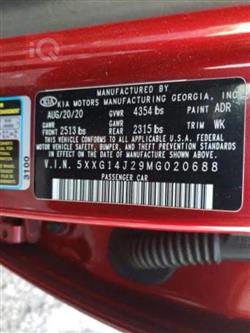 IQ
KIA
MANUFACTURED BY
KIA MOTORS MANUFACTURING GEORGIA, INC.
AUG/20/20 GVWR 4354 lbs PAINT ADR
GAWR FRONT 2513 lbs GAWR REAR 2315 lbs TRIM WK
THIS VEHICLE CONFORMS TO ALL APPLICABLE U.S. FEDERAL MOTOR
VEHICLE SAFETY, BUMPER, AND THEFT PREVENTION STANDARDS
IN EFFECT ON THE DATE OF MANUFACTURE SHOWN ABOVE.
V.I.N. 5XXG14J29MG020688
PASSENGER CAR
3100